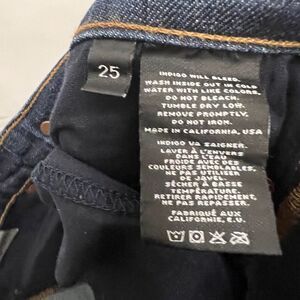 25
INDIGO WILL BLEED.
WASH INSIDE OUT IN COLD
WATER WITH LIKE COLORS.
DO NOT BLEACH.
TUMBLE DRY LOW.
REMOVE PROMPTLY.
DO NOT IRON.
MADE IN CALIFORNIA, USA
INDIGO VA SAIGNER.
LAVER À L'ENVERS
DANS L'EAU
FROIDE AVEC DES
COULEURS SEMBLABLES.
NE PAS UTILISER
DE JAVEL.
SÉCHER À BASSE
TEMPÉRATURE.
RETIRER RAPIDEMENT.
NE PAS REPASSER.
FABRIQUÉ AUX
CALIFORNIE, E.U.